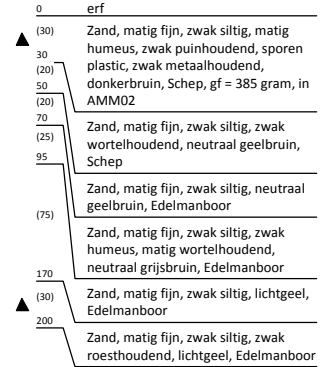 0 erf
(30) Zand, matig fijn, zwak siltig, matig
humeus, zwak puinhoudend, sporen
30 plastic, zwak metaalhoudend,
(20) donkerbruin, Schep, gf = 385 gram, in
50 AMM02
(20)
70 Zand, matig fijn, zwak siltig, zwak
(25) wortelhoudend, neutraal geelbruin,
95 Schep
Zand, matig fijn, zwak siltig, neutraal
(75) geelbruin, Edelmanboor
Zand, matig fijn, zwak siltig, zwak
humeus, matig wortelhoudend,
neutraal grijsbruin, Edelmanboor
170
(30) Zand, matig fijn, zwak siltig, lichtgeel,
Edelmanboor
200
Zand, matig fijn, zwak siltig, zwak
roesthoudend, lichtgeel, Edelmanboor